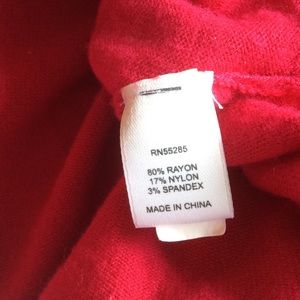 RN55285
80% RAYON
17% NYLON
3% SPANDEX
MADE IN CHINA